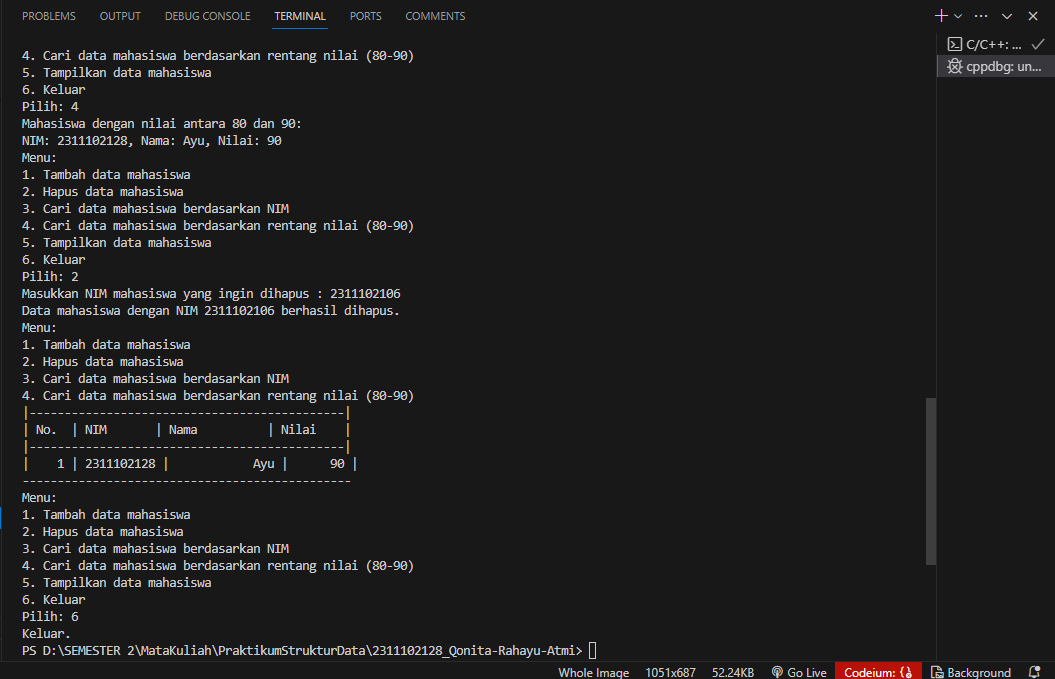 PROBLEMS OUTPUT DEBUG CONSOLE TERMINAL PORTS COMMENTS
C/C++: ...
cppdbg: un...
4. Cari data mahasiswa berdasarkan rentang nilai (80-90)
5. Tampilkan data mahasiswa
6. Keluar
Pilih: 4
Mahasiswa dengan nilai antara 80 dan 90:
NIM: 2311102128, Nama: Ayu, Nilai: 90
Menu:
1. Tambah data mahasiswa
2. Hapus data mahasiswa
3. Cari data mahasiswa berdasarkan NIM
4. Cari data mahasiswa berdasarkan rentang nilai (80-90)
5. Tampilkan data mahasiswa
6. Keluar
Pilih: 2
Masukkan NIM mahasiswa yang ingin dihapus : 2311102106
Data mahasiswa dengan NIM 2311102106 berhasil dihapus.
Menu:
1. Tambah data mahasiswa
2. Hapus data mahasiswa
3. Cari data mahasiswa berdasarkan NIM
4. Cari data mahasiswa berdasarkan rentang nilai (80-90)
|---------------------------------------------|
| No. | NIM | Nama | Nilai |
|---------------------------------------------|
| 1 | 2311102128 | Ayu | 90 |
-----------------------------------------------
Menu:
1. Tambah data mahasiswa
2. Hapus data mahasiswa
3. Cari data mahasiswa berdasarkan NIM
4. Cari data mahasiswa berdasarkan rentang nilai (80-90)
5. Tampilkan data mahasiswa
6. Keluar
Pilih: 6
Keluar.
PS D:\SEMESTER 2\MataKuliah\PraktikumStrukturData\2311102128_Qonita-Rahayu-Atmi>
Whole Image 1051x687 52.24KB Go Live Codeium: {} Background